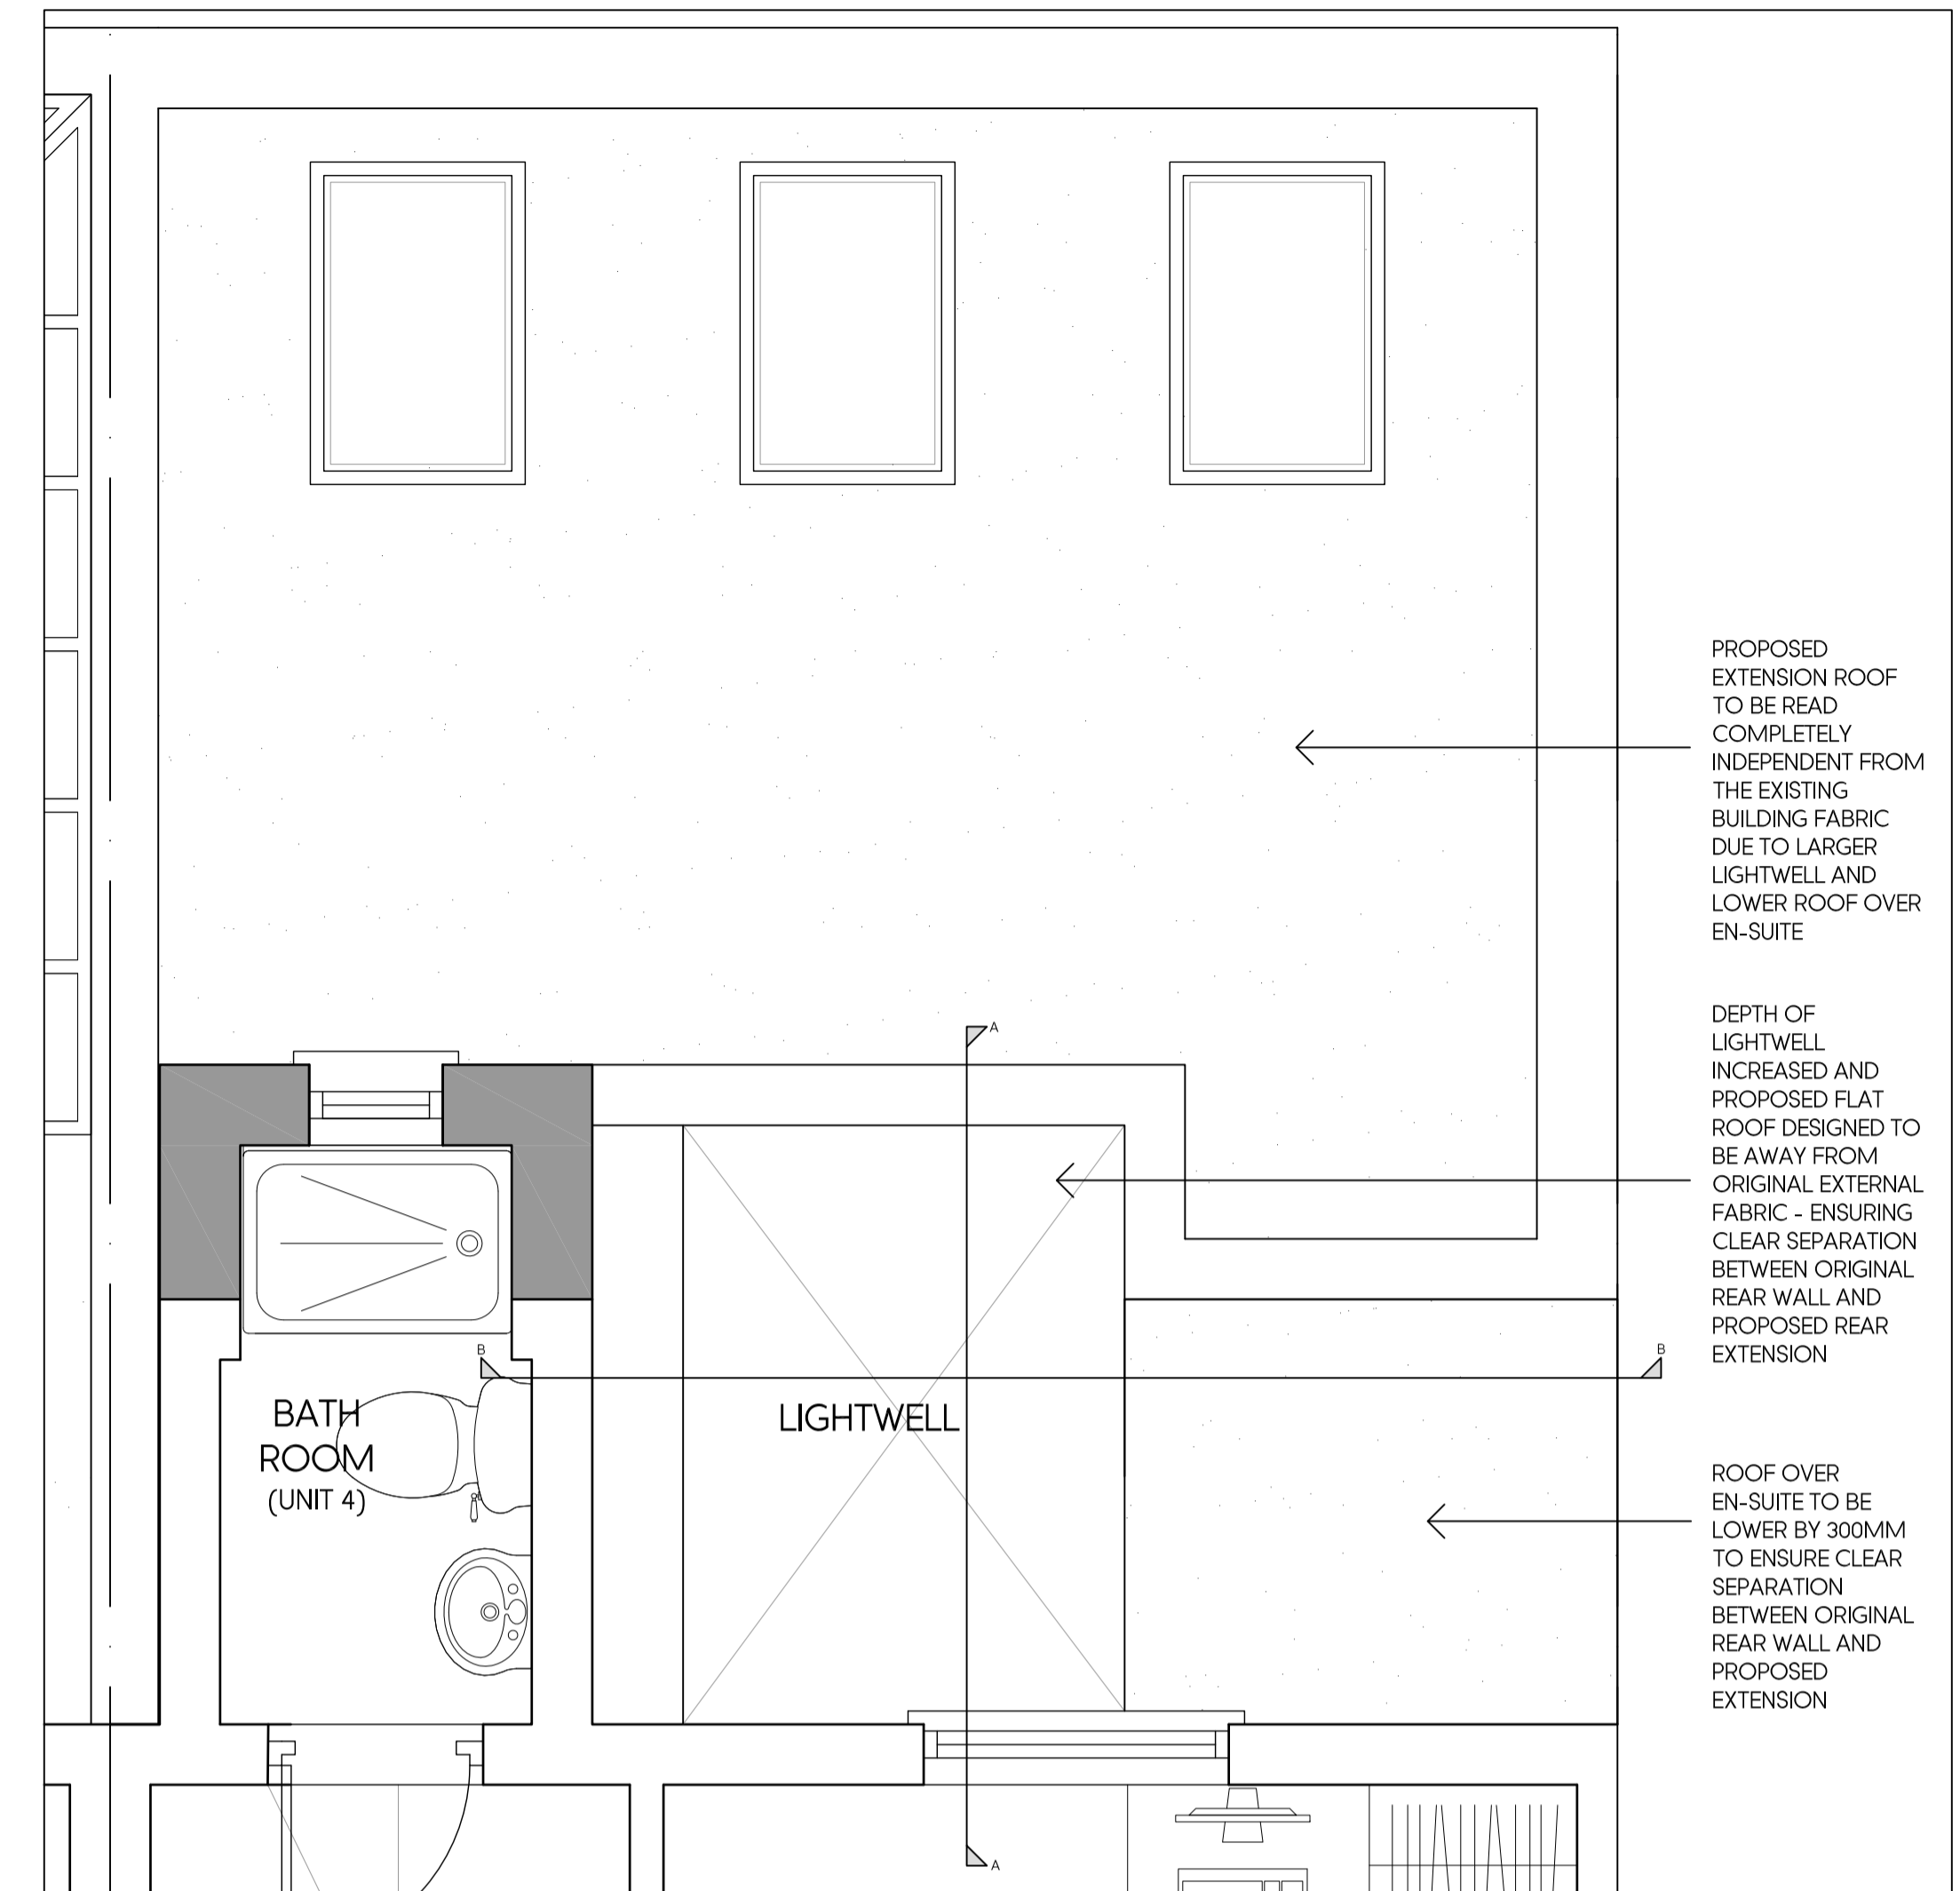 PROPOSED
EXTENSION ROOF
TO BE READ
COMPLETELY
INDEPENDENT FROM
THE EXISTING
BUILDING FABRIC
DUE TO LARGER
LIGHTWELL AND
LOWER ROOF OVER
EN-SUITE
DEPTH OF
LIGHTWELL
INCREASED AND
PROPOSED FLAT
ROOF DESIGNED TO
BE AWAY FROM
ORIGINAL EXTERNAL
FABRIC - ENSURING
CLEAR SEPARATION
BETWEEN ORIGINAL
REAR WALL AND
PROPOSED REAR
EXTENSION
ROOF OVER
EN-SUITE TO BE
LOWER BY 300MM
TO ENSURE CLEAR
SEPARATION
BETWEEN ORIGINAL
REAR WALL AND
PROPOSED
EXTENSION
A
B
B
BATH
ROOM
(UNIT 4)
LIGHTWELL
A